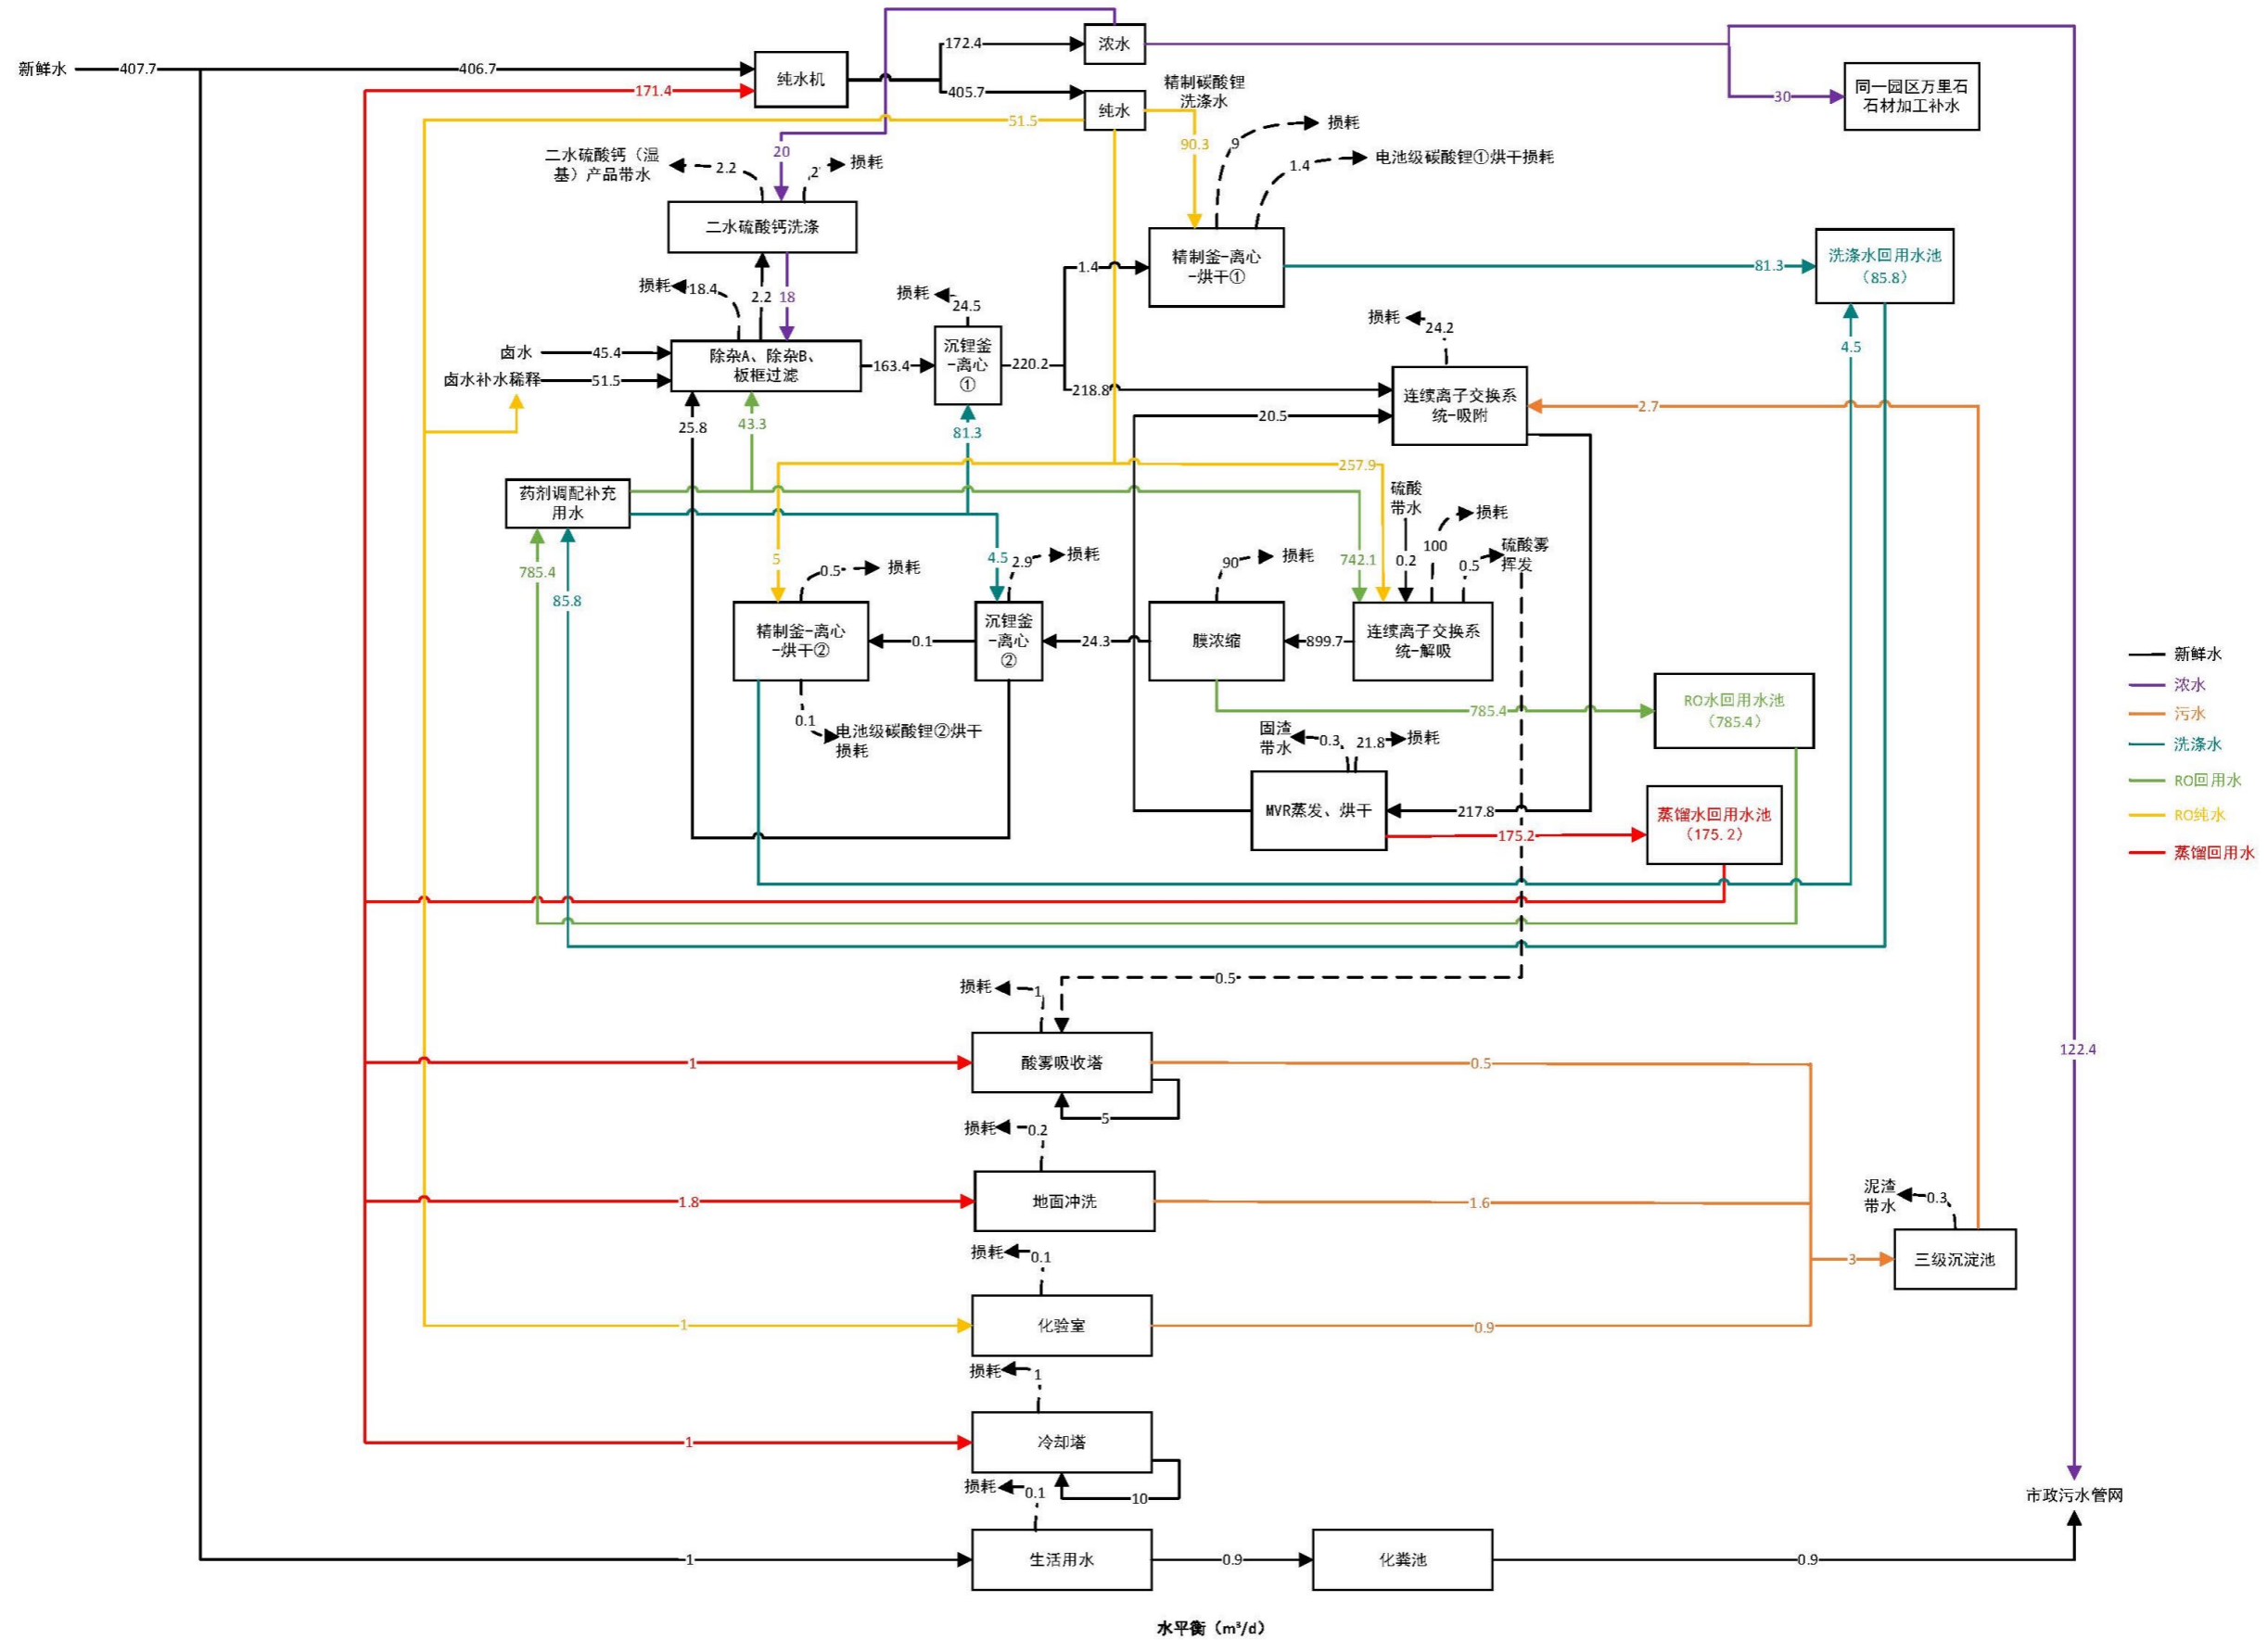 新鲜水
407.7
406.7
171.4
纯水机
172.4
405.7
浓水
纯水
51.5
精制碳酸锂
洗涤水
90.3
30
同一园区万里石
石材加工补水
20
二水硫酸钙（湿
基）产品带水
2.2
2
损耗
二水硫酸钙洗涤
9
损耗
1.4
电池级碳酸锂①烘干损耗
精制釜-离心
-烘干①
81.3
洗涤水回用水池
（85.8）
损耗
18.4
2.2
18
损耗
24.5
1.4
卤水
45.4
卤水补水稀释
51.5
除杂A、除杂B、
板框过滤
163.4
沉锂釜
-离心
①
220.2
218.8
损耗
24.2
4.5
连续离子交换系
统-吸附
2.7
20.5
25.8
43.3
81.3
257.9
药剂调配补充
用水
硫酸
带水
100
损耗
785.4
85.8
5
0.5
损耗
4.5
2.9
损耗
90
损耗
742.1
0.2
0.5
硫酸雾
挥发
精制釜-离心
-烘干②
0.1
沉锂釜
-离心
②
24.3
膜浓缩
899.7
连续离子交换系
统-解吸
0.1
电池级碳酸锂②烘干
损耗
785.4
RO水回用水池
（785.4）
固渣
带水
0.3
21.8
损耗
MVR蒸发、烘干
217.8
175.2
蒸馏水回用水池
（175.2）
新鲜水
浓水
污水
洗涤水
RO回用水
RO纯水
蒸馏回用水
0.5
损耗
1
1
酸雾吸收塔
0.5
5
122.4
损耗
0.2
1.8
地面冲洗
1.6
泥渣
带水
0.3
损耗
0.1
3
三级沉淀池
1
化验室
0.9
损耗
1
1
冷却塔
10
损耗
0.1
市政污水管网
1
生活用水
0.9
化粪池
0.9
水平衡（m³/d）